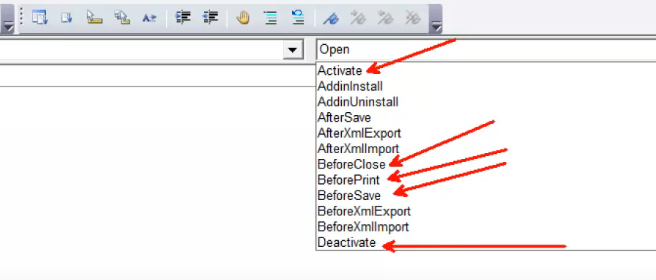 Open
Activate
AddinInstall
AddinUninstall
AfterSave
AfterXmlExport
AfterXmlImport
BeforeClose
BeforePrint
BeforeSave
BeforeXmlExport
BeforeXmlImport
Deactivate